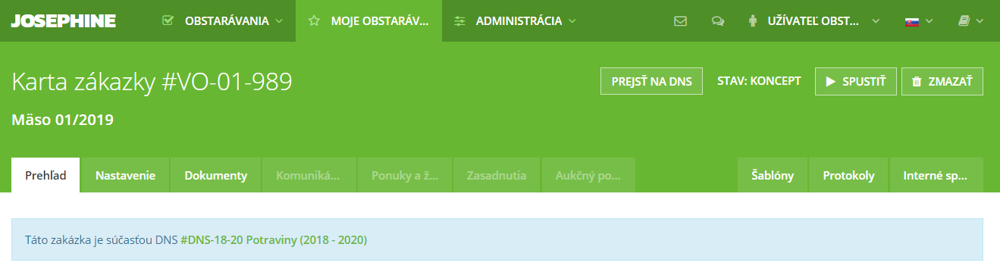 JOSEPHINE OBSTARÁVANIA MOJE OBSTARÁV... ADMINISTRÁCIA UŽÍVATEĽ OBST...
Karta zákazky #VO-01-989 PREJSŤ NA DNS STAV: KONCEPT SPUSTIŤ ZMAZAŤ
Mäso 01/2019
Prehľad Nastavenie Dokumenty Komuniká... Ponuky a ž... Zasadnutia Aukčný po... Šablóny Protokoly Interné sp...
Táto zakázka je súčasťou DNS #DNS-18-20 Potraviny (2018 - 2020)